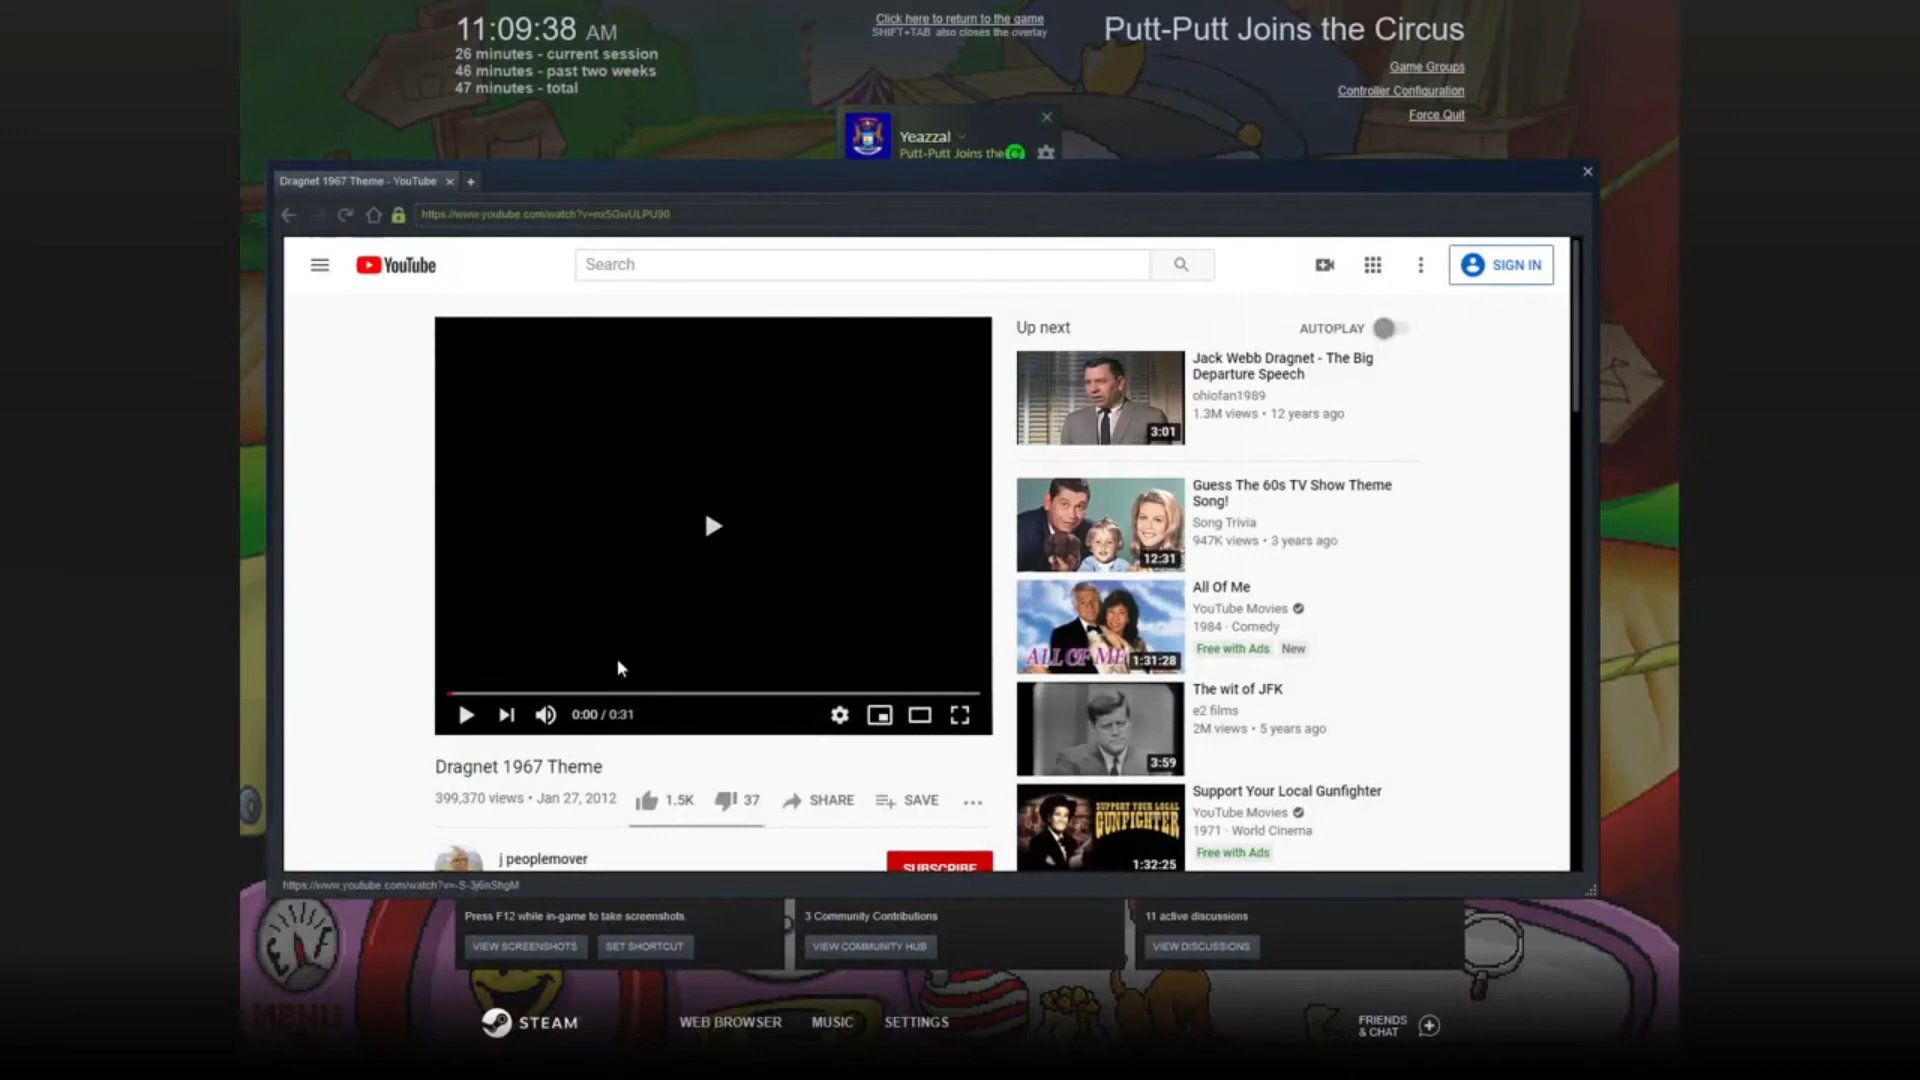 11:09:38 AM
26 minutes - current session
46 minutes - past two weeks
47 minutes - total
Click here to return to the game
SHIFT+TAB also closes the overlay
Putt-Putt Joins the Circus
Game Groups
Controller Configuration
Force Quit
Yeazzal
Putt-Putt Joins the
Dragnet 1967 Theme - YouTube
https://www.youtube.com/watch?v=nxSGwULPU90
YouTube
Search
SIGN IN
Up next
AUTOPLAY
Jack Webb Dragnet - The Big
Departure Speech
ohiofan1989
1.3M views • 12 years ago
3:01
Guess The 60s TV Show Theme
Song!
Song Trivia
947K views • 3 years ago
12:31
All Of Me
YouTube Movies
1984 · Comedy
Free with Ads New
ALL OF ME
1:31:28
The wit of JFK
e2 films
2M views • 5 years ago
3:59
Support Your Local Gunfighter
YouTube Movies
1971 · World Cinema
Free with Ads
SUPPORT YOUR LOCAL
GUNFIGHTER
1:32:25
0:00 / 0:31
Dragnet 1967 Theme
399,370 views • Jan 27, 2012
1.5K
37
SHARE
SAVE
j peoplemover
SUBSCRIBE
https://www.youtube.com/watch?v=-S-3j6nShgM
Press F12 while in-game to take screenshots.
VIEW SCREENSHOTS
SET SHORTCUT
3 Community Contributions
VIEW COMMUNITY HUB
11 active discussions
VIEW DISCUSSIONS
MENU
STEAM
WEB BROWSER
MUSIC
SETTINGS
FRIENDS
& CHAT